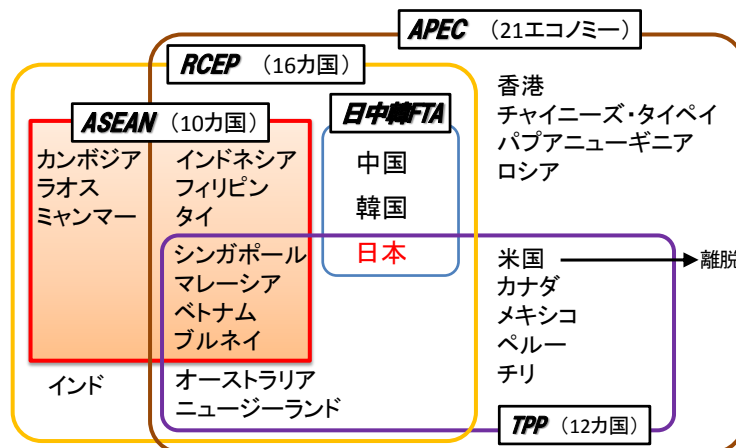 APEC （21エコノミー）
RCEP （16カ国）
ASEAN （10カ国）
日中韓FTA
香港
チャイニーズ・タイペイ
パプアニューギニア
ロシア
カンボジア
ラオス
ミャンマー
インドネシア
フィリピン
タイ
中国
韓国
日本
シンガポール
マレーシア
ベトナム
ブルネイ
米国
離脱
カナダ
メキシコ
ペルー
チリ
インド
オーストラリア
ニュージーランド
TPP （12カ国）